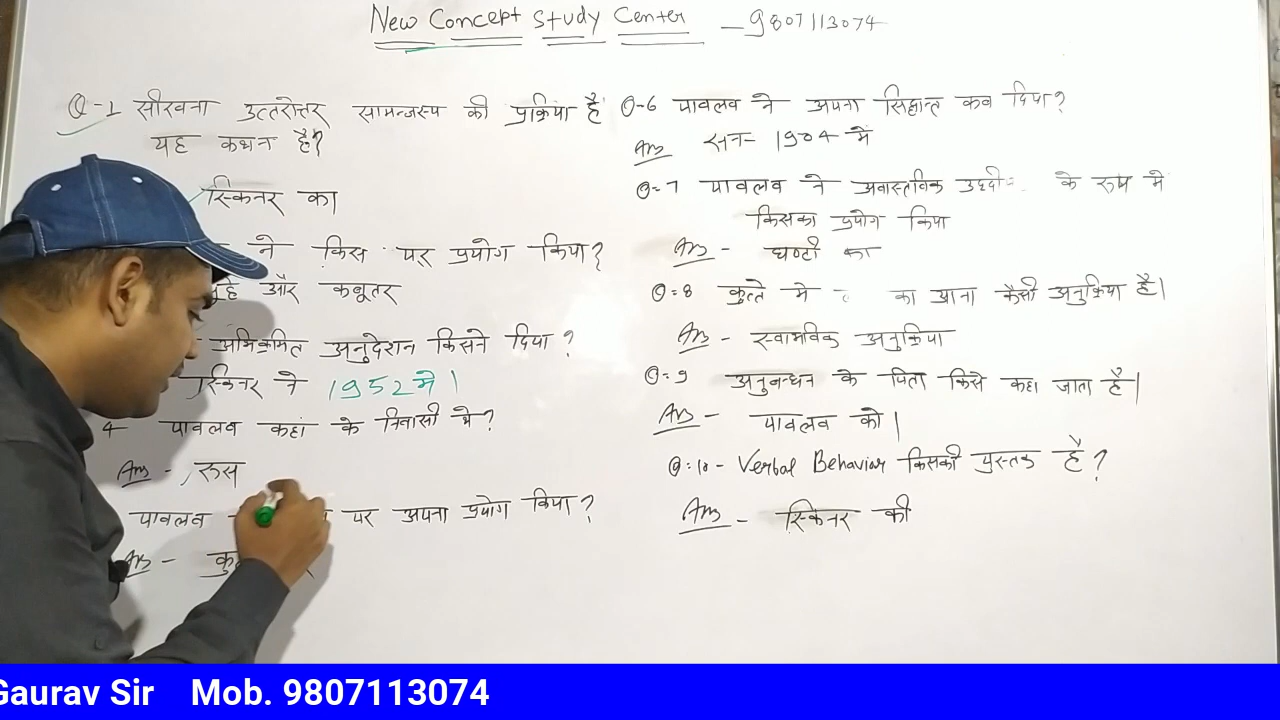 New Concept Study Center - 9807113074
Q-1 सीखना उत्तरोत्तर सामन्जस्य की प्रक्रिया है
यह कथन है?
स्किनर का
ने किस पर प्रयोग किया?
और कबूतर
अभिक्रमित अनुदेशन किसने दिया?
स्किनर ने 1952 मे।
4 पावलव कहां के निवासी थे?
Ans - रूस
पावलव पर अपना प्रयोग किया?
Ans -
Q-6 पावलव ने अपना सिद्धान्त कब दिया?
Ans सन- 1904 मे
Q=7 पावलव ने अवास्तविक के रूप मे
किसका प्रयोग किया
Ans - घण्टी का
Q=8 कुत्ते मे - का आना कैसी अनुक्रिया है।
Ans - स्वाभविक अनुक्रिया
Q=9 अनुबन्धन के पिता किसे कहा जाता है।
Ans - पावलव को।
Q=10 - Verbal Behavior किसकी पुस्तक है?
Ans - स्किनर की
Gaurav Sir Mob. 9807113074